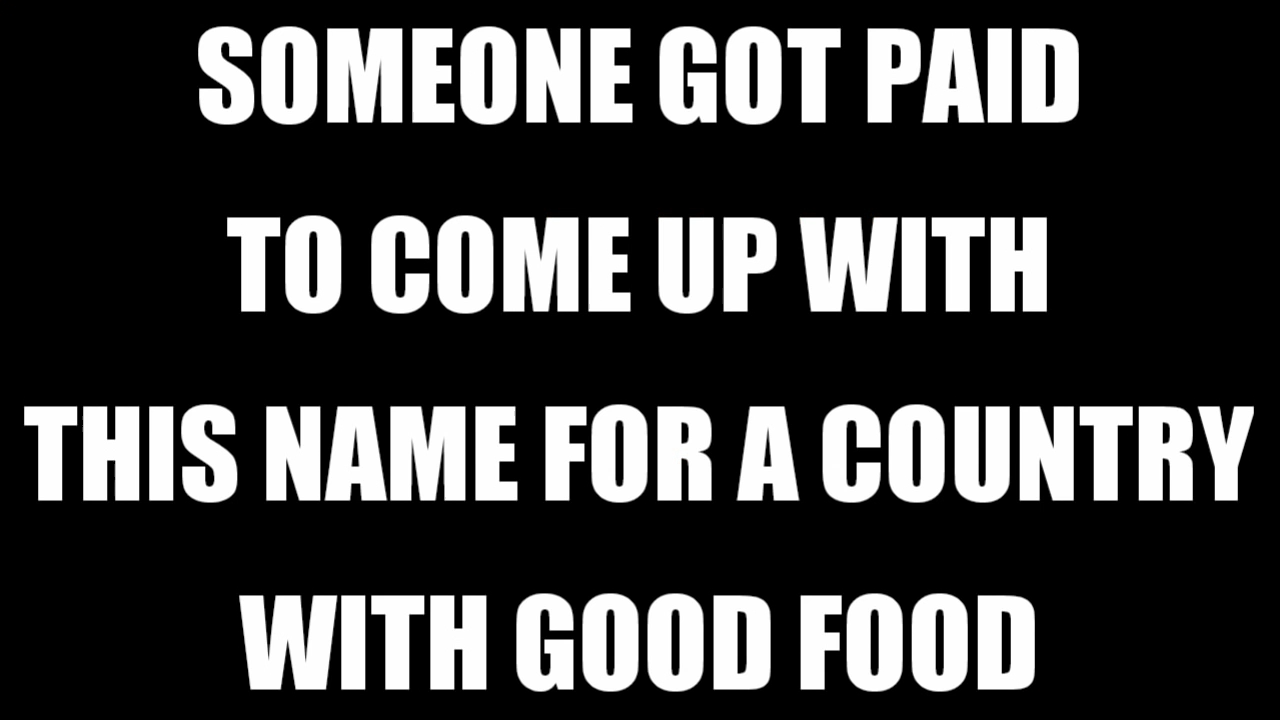 SOMEONE GOT PAID
TO COME UP WITH
THIS NAME FOR A COUNTRY
WITH GOOD FOOD